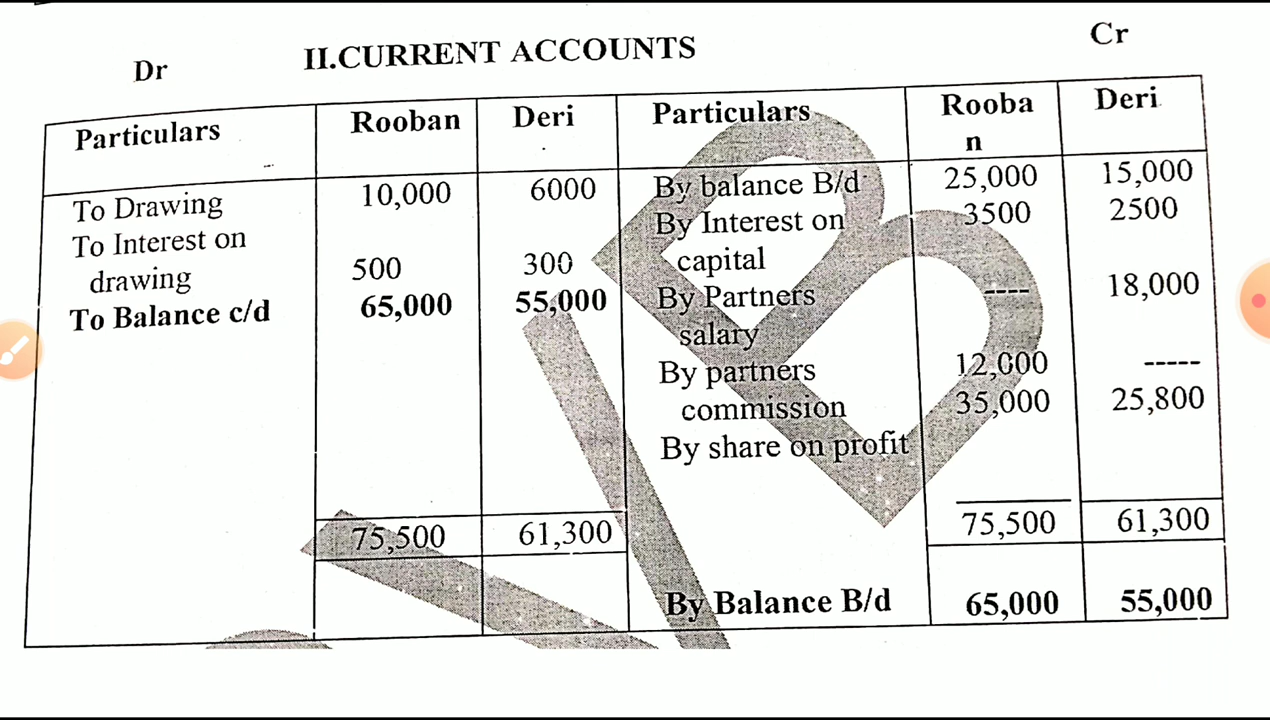 II.CURRENT ACCOUNTS
Dr
Cr
Particulars Rooban Deri Particulars Rooba Deri
n
To Drawing 10,000 6000 By balance B/d 25,000 15,000
To Interest on By Interest on 3500 2500
drawing 500 300 capital
To Balance c/d 65,000 55,000 By Partners ---- 18,000
salary
By partners 12,000 -----
commission 35,000 25,800
By share on profit
75,500 61,300 75,500 61,300
By Balance B/d 65,000 55,000